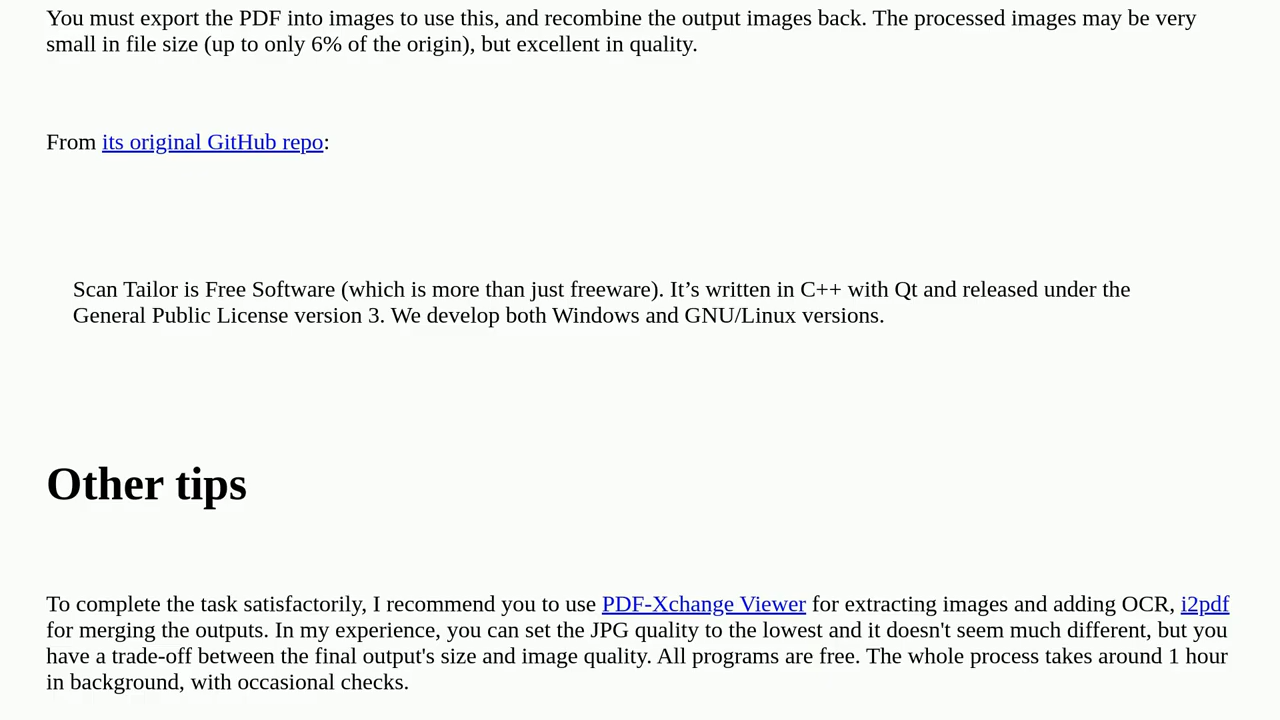 You must export the PDF into images to use this, and recombine the output images back. The processed images may be very
small in file size (up to only 6% of the origin), but excellent in quality.
From its original GitHub repo:
Scan Tailor is Free Software (which is more than just freeware). It’s written in C++ with Qt and released under the
General Public License version 3. We develop both Windows and GNU/Linux versions.
Other tips
To complete the task satisfactorily, I recommend you to use PDF-Xchange Viewer for extracting images and adding OCR, i2pdf
for merging the outputs. In my experience, you can set the JPG quality to the lowest and it doesn't seem much different, but you
have a trade-off between the final output's size and image quality. All programs are free. The whole process takes around 1 hour
in background, with occasional checks.